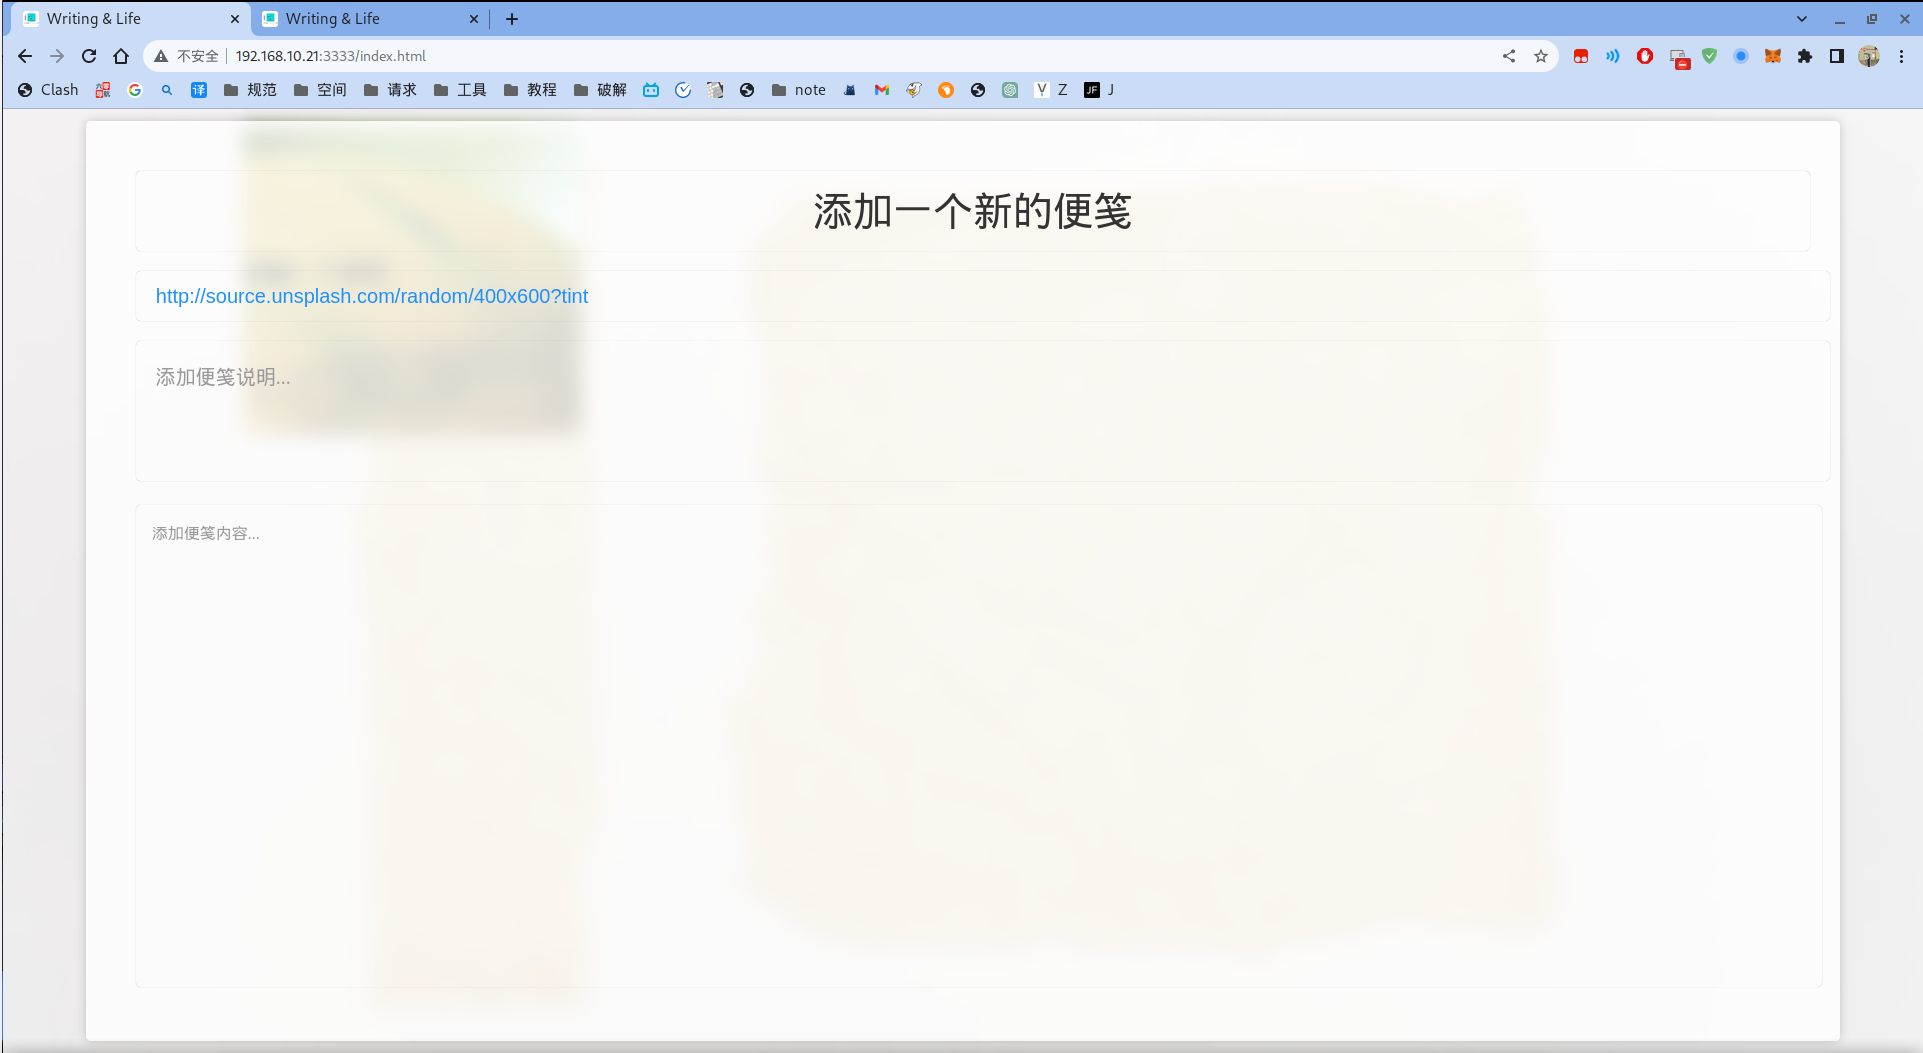 Writing & Life
Writing & Life
不安全
192.168.10.21:3333/index.html
Clash
译
规范
空间
请求
工具
教程
破解
note
Z
JF
J
添加一个新的便笺
http://source.unsplash.com/random/400x600?tint
添加便笺说明...
添加便笺内容...